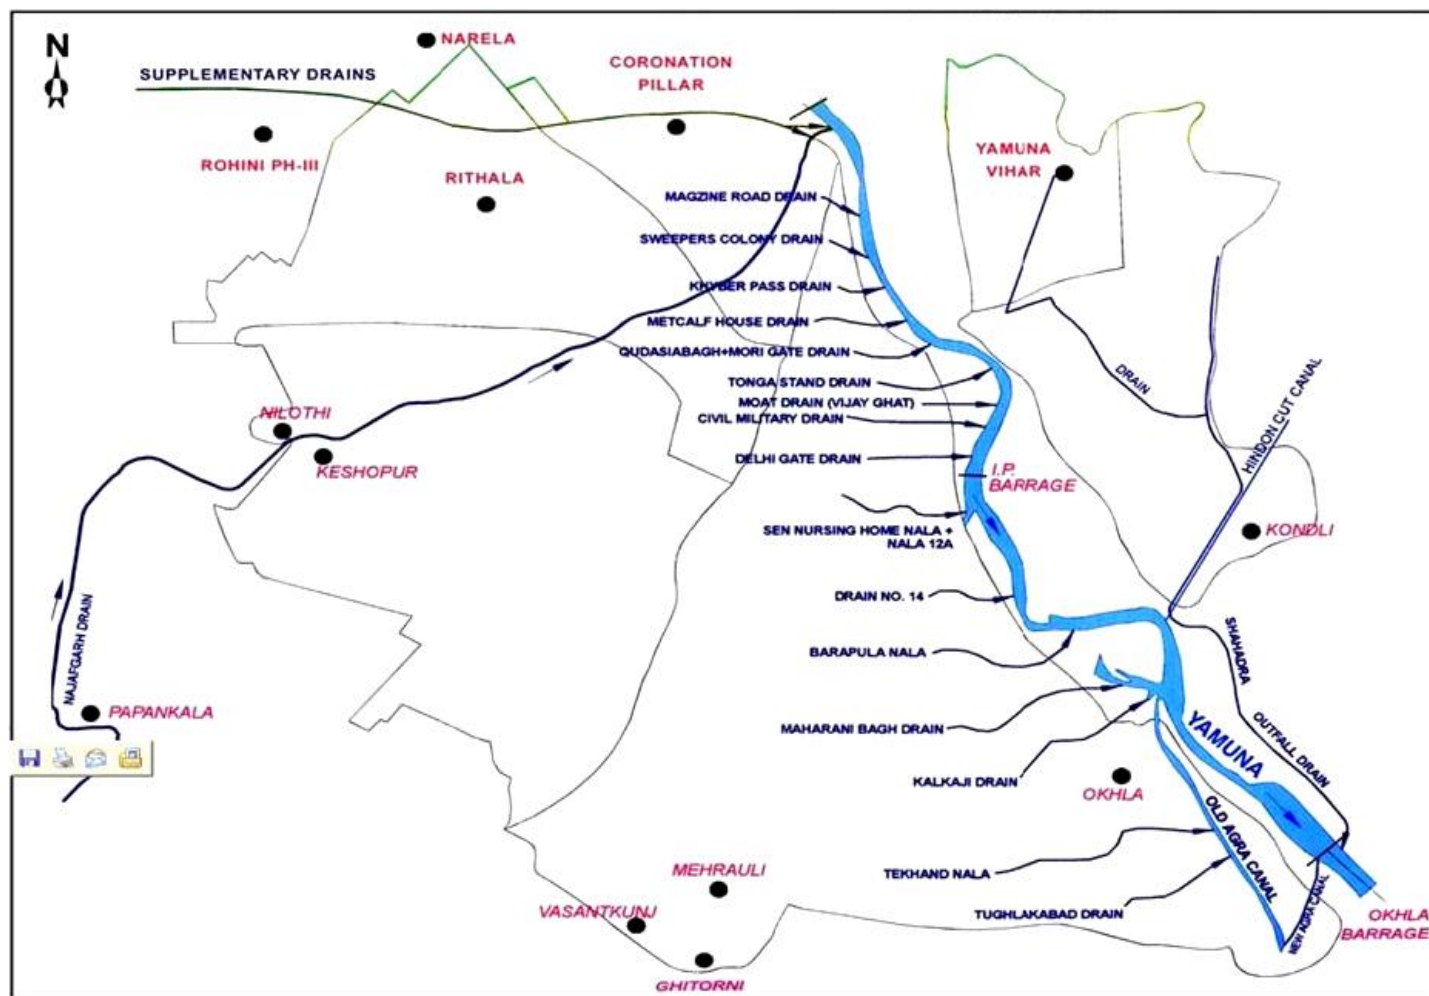 N
NARELA
SUPPLEMENTARY DRAINS
CORONATION
PILLAR
ROHINI PH-III
RITHALA
YAMUNA
VIHAR
MAGZINE ROAD DRAIN
SWEEPERS COLONY DRAIN
KHYBER PASS DRAIN
METCALF HOUSE DRAIN
QUDASIABAGH+MORI GATE DRAIN
TONGA STAND DRAIN
MOAT DRAIN (VIJAY GHAT)
CIVIL MILITARY DRAIN
DELHI GATE DRAIN
DRAIN
HINDON CUT CANAL
NILOTHI
KESHOPUR
I.P.
BARRAGE
SEN NURSING HOME NALA +
NALA 12A
KONDLI
DRAIN NO. 14
BARAPULA NALA
NAJAFGARH DRAIN
PAPANKALA
SHAHADRA
OUTFALL DRAIN
MAHARANI BAGH DRAIN
YAMUNA
KALKAJI DRAIN
OKHLA
OLD AGRA CANAL
TEKHAND NALA
TUGHLAKABAD DRAIN
NEW AGRA CANAL
MEHRAULI
VASANTKUNJ
GHITORNI
OKHLA
BARRAGE